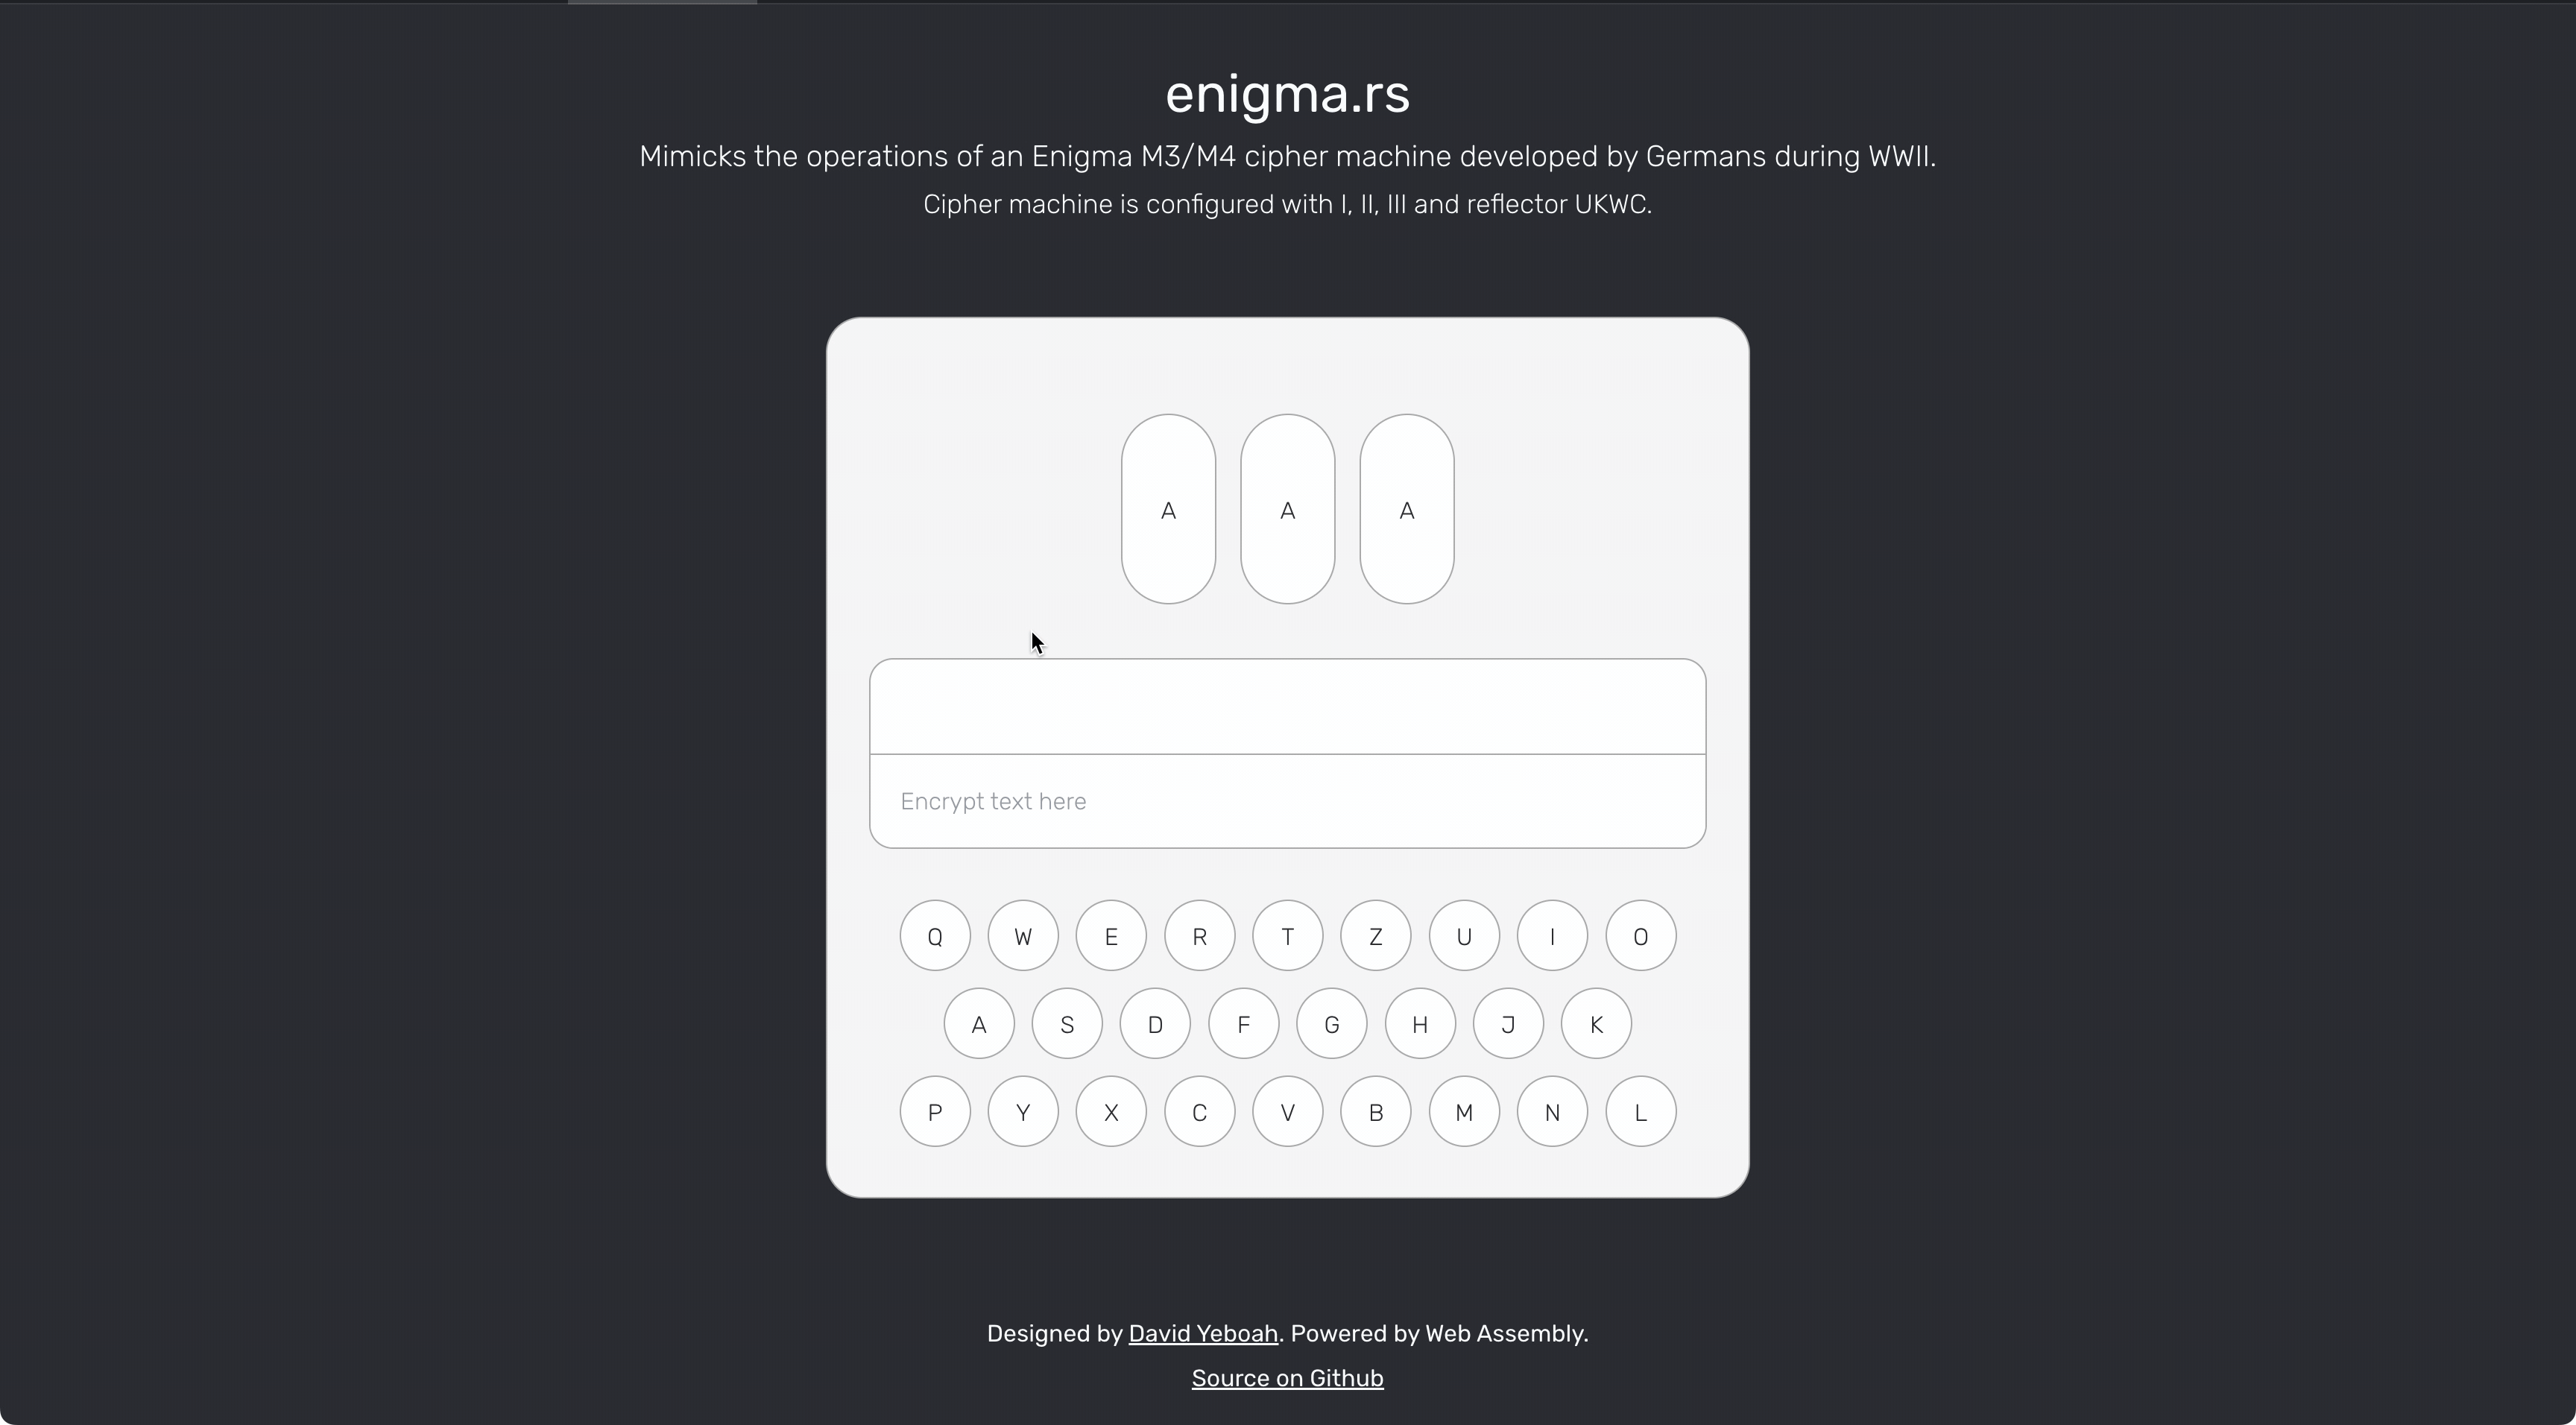 enigma.rs
Mimicks the operations of an Enigma M3/M4 cipher machine developed by Germans during WWII.
Cipher machine is configured with I, II, III and reflector UKWC.
A A A
Encrypt text here
Q W E R T Z U I O
A S D F G H J K
P Y X C V B M N L
Designed by David Yeboah. Powered by Web Assembly.
Source on Github